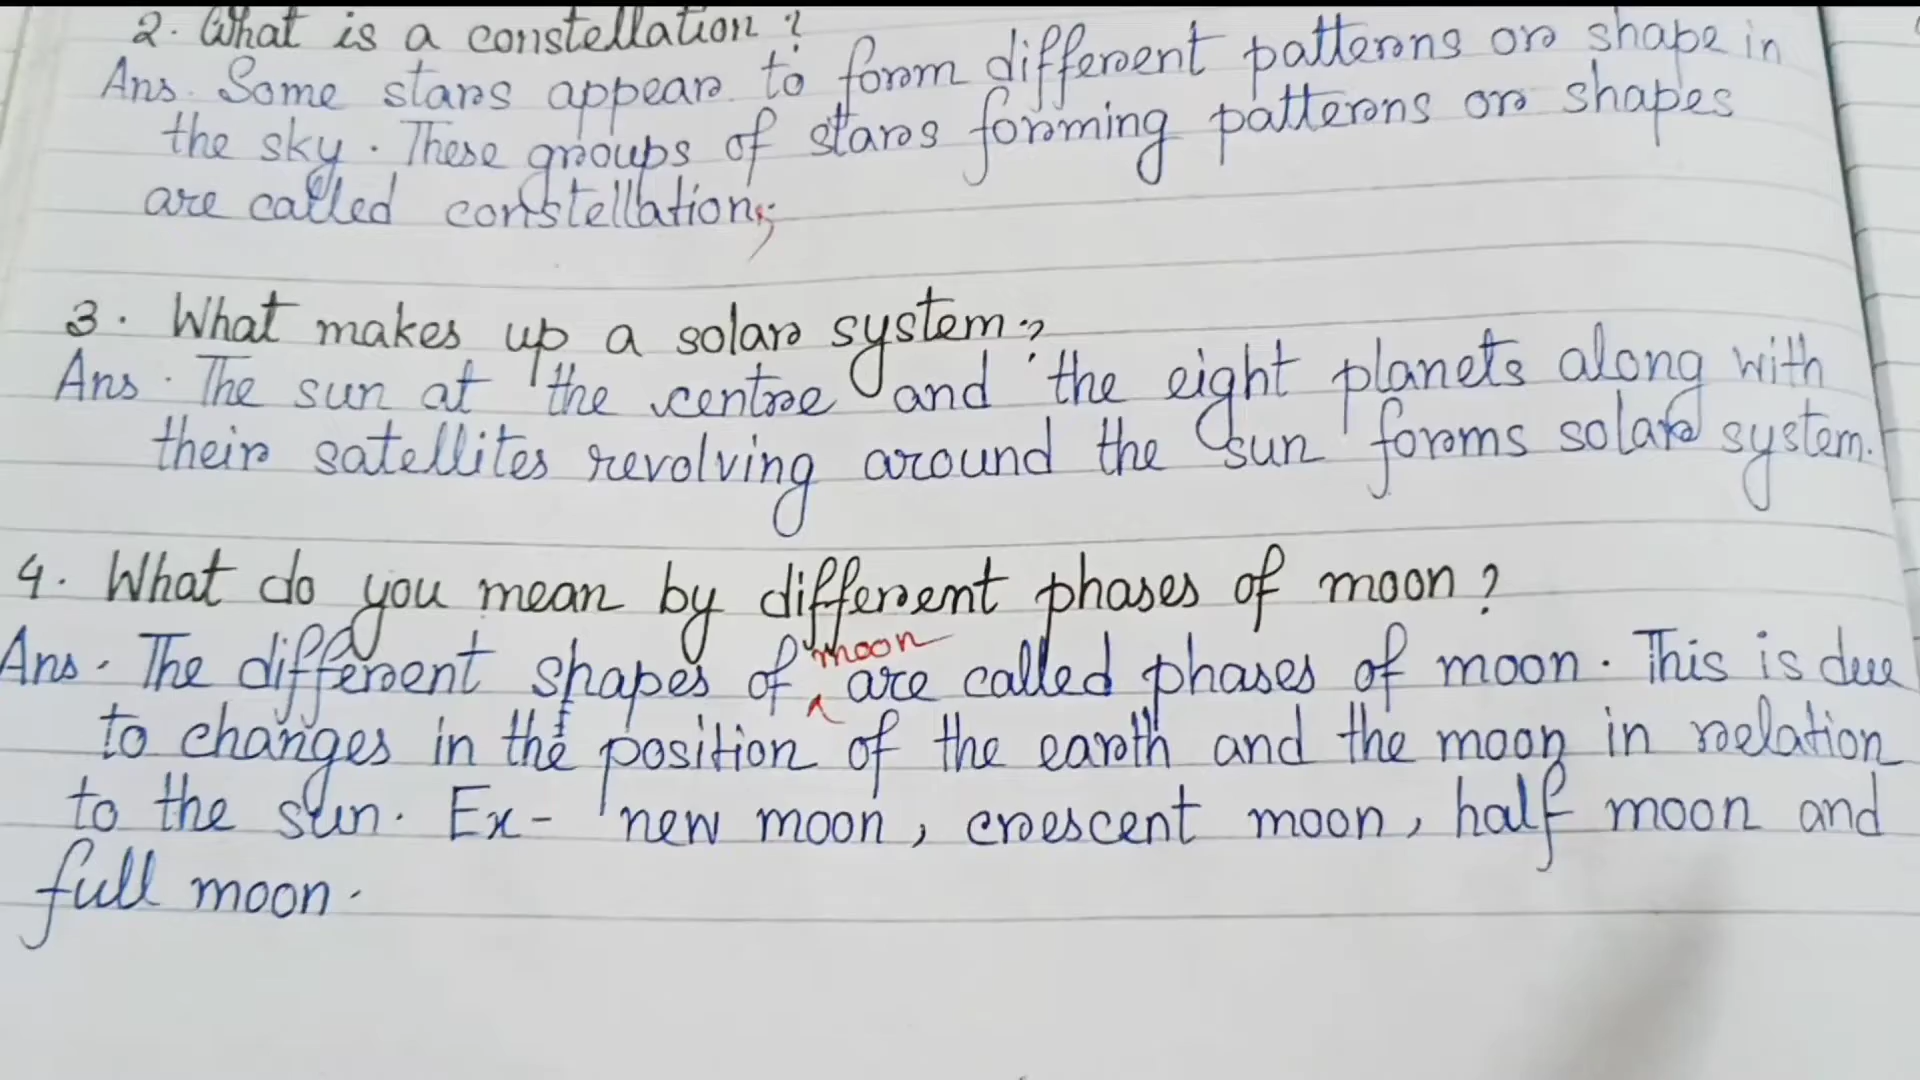 2. What is a constellation?
Ans. Some stars appear to form different patterns or shape in
the sky. These groups of stars forming patterns or shapes
are called constellations.
3. What makes up a solar system?
Ans. The sun at the centre and the eight planets along with
their satellites revolving around the sun forms solar system.
4. What do you mean by different phases of moon?
Ans. The different shapes of moon are called phases of moon. This is due
to changes in the position of the earth and the moon in relation
to the sun. Ex- new moon, crescent moon, half moon and
full moon.